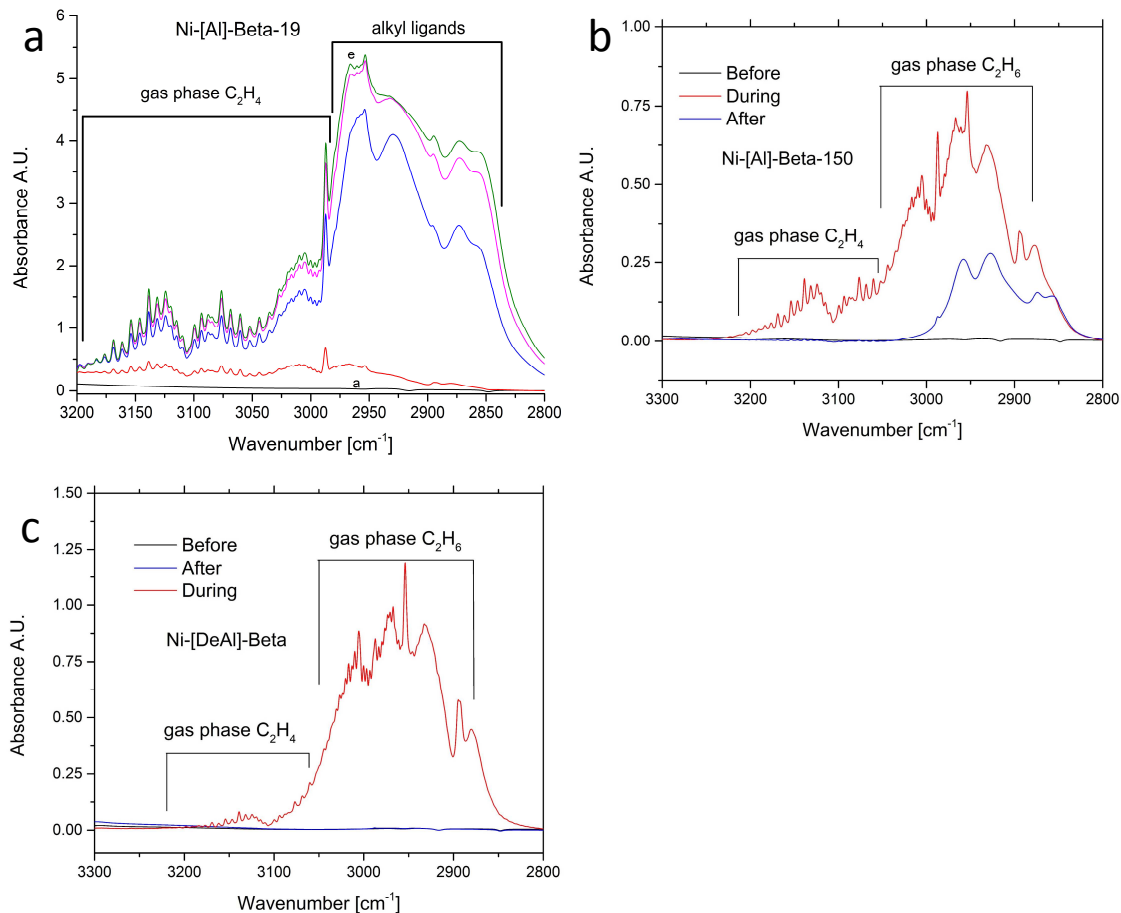 a
Ni-[Al]-Beta-19
alkyl ligands
gas phase C₂H₄
e
a
6
5
4
3
2
1
0
Absorbance A.U.
3200 3150 3100 3050 3000 2950 2900 2850 2800
Wavenumber [cm⁻¹]
b
Before
During
After
gas phase C₂H₆
Ni-[Al]-Beta-150
gas phase C₂H₄
1.00
0.75
0.50
0.25
0.00
Absorbance A.U.
3300 3200 3100 3000 2900 2800
Wavenumber [cm⁻¹]
c
Before
After
During
gas phase C₂H₆
Ni-[DeAl]-Beta
gas phase C₂H₄
1.50
1.25
1.00
0.75
0.50
0.25
0.00
Absorbance A.U.
3300 3200 3100 3000 2900 2800
Wavenumber [cm⁻¹]